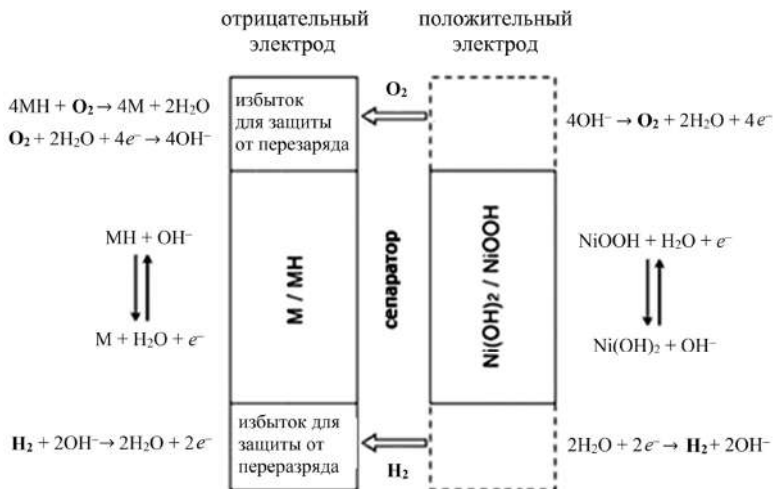 отрицательный
электрод
положительный
электрод
4MH + O₂ → 4M + 2H₂O
O₂ + 2H₂O + 4e⁻ → 4OH⁻
избыток
для защиты
от перезаряда
O₂
4OH⁻ → O₂ + 2H₂O + 4e⁻
MH + OH⁻
M + H₂O + e⁻
M / MH
сепаратор
Ni(OH)₂ / NiOOH
NiOOH + H₂O + e⁻
Ni(OH)₂ + OH⁻
H₂ + 2OH⁻→ 2H₂O + 2e⁻
избыток для
защиты от
переразряда
H₂
2H₂O + 2e⁻ → H₂ + 2OH⁻